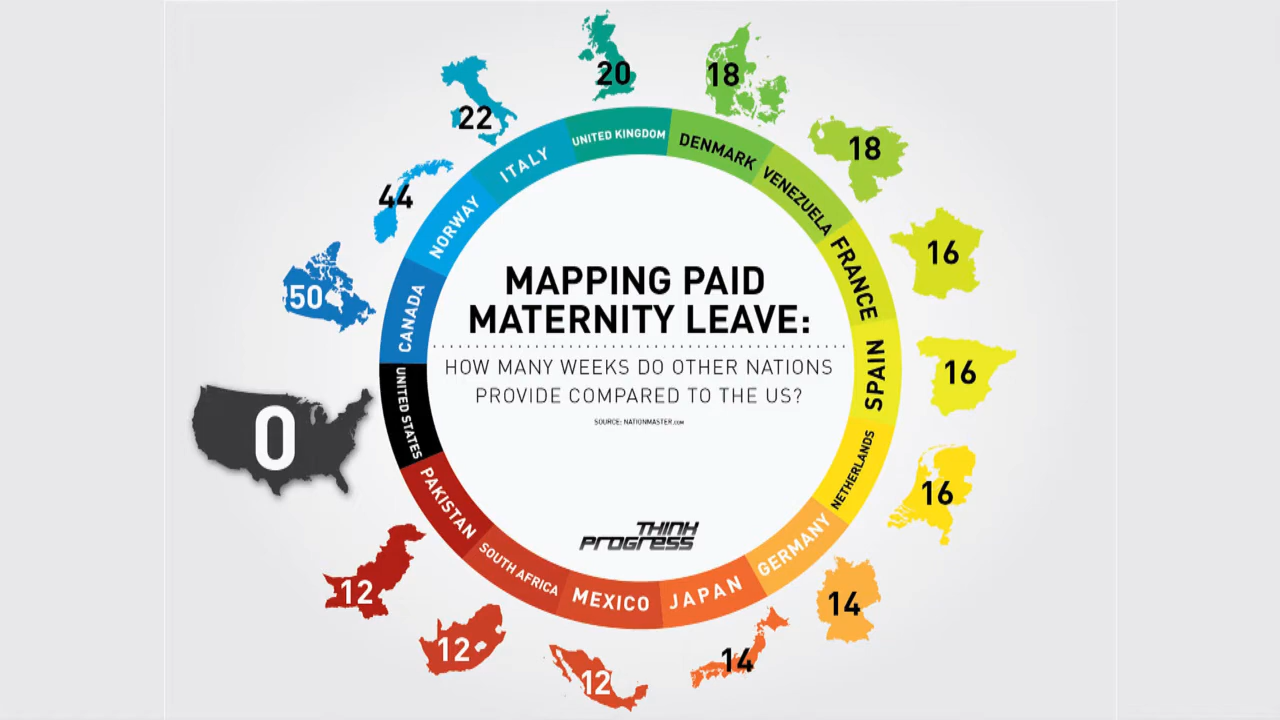 MAPPING PAID
MATERNITY LEAVE:
HOW MANY WEEKS DO OTHER NATIONS
PROVIDE COMPARED TO THE US?
SOURCE: NATIONMASTER.COM
THINK
PROGRESS
UNITED STATES
0
CANADA
50
NORWAY
44
ITALY
22
UNITED KINGDOM
20
DENMARK
18
VENEZUELA
18
FRANCE
16
SPAIN
16
NETHERLANDS
16
GERMANY
14
JAPAN
14
MEXICO
12
SOUTH AFRICA
12
PAKISTAN
12